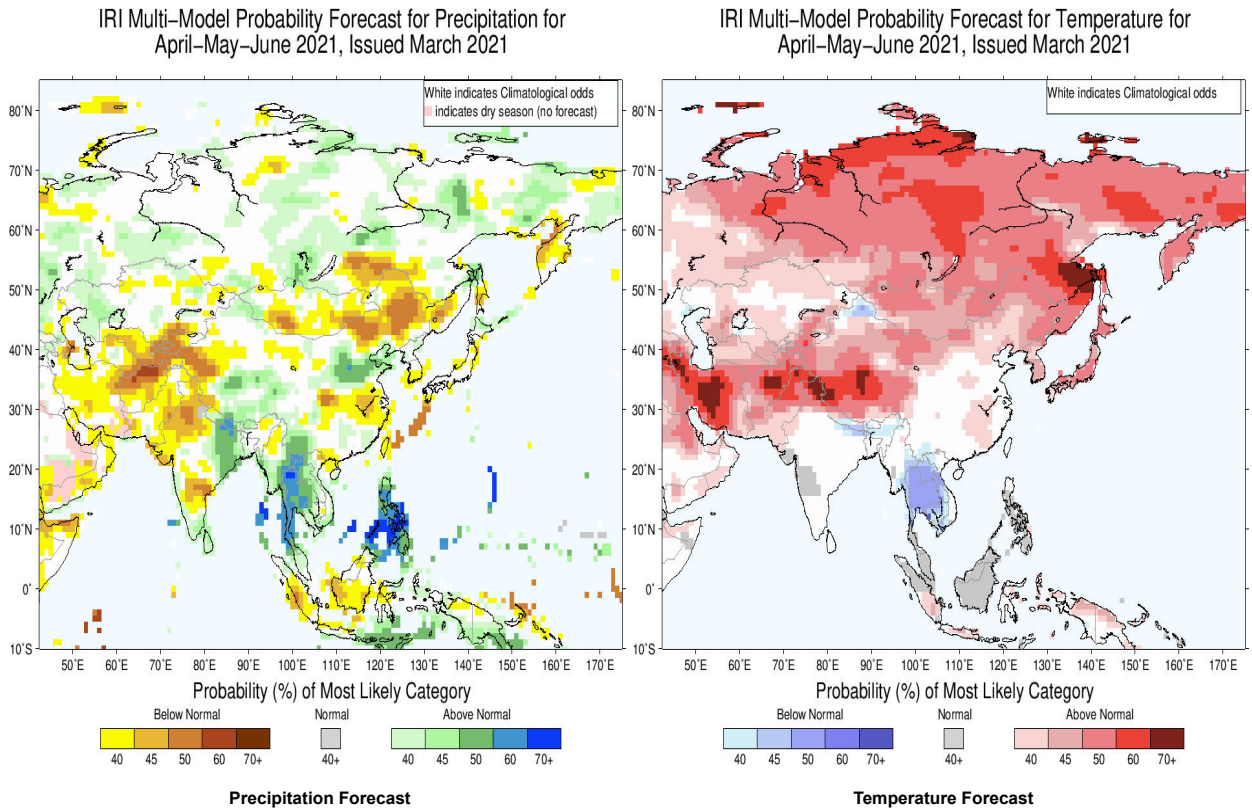 IRI Multi-Model Probability Forecast for Precipitation for
April-May-June 2021, Issued March 2021
White indicates Climatological odds
indicates dry season (no forecast)
80˚N
70˚N
60˚N
50˚N
40˚N
30˚N
20˚N
10˚N
0˚
10˚S
50˚E 60˚E 70˚E 80˚E 90˚E 100˚E 110˚E 120˚E 130˚E 140˚E 150˚E 160˚E 170˚E
Probability (%) of Most Likely Category
Below Normal Normal Above Normal
40 45 50 60 70+ 40+ 40 45 50 60 70+
Precipitation Forecast
IRI Multi-Model Probability Forecast for Temperature for
April-May-June 2021, Issued March 2021
White indicates Climatological odds
80˚N
70˚N
60˚N
50˚N
40˚N
30˚N
20˚N
10˚N
0˚
10˚S
50˚E 60˚E 70˚E 80˚E 90˚E 100˚E 110˚E 120˚E 130˚E 140˚E 150˚E 160˚E 170˚E
Probability (%) of Most Likely Category
Below Normal Normal Above Normal
40 45 50 60 70+ 40+ 40 45 50 60 70+
Temperature Forecast